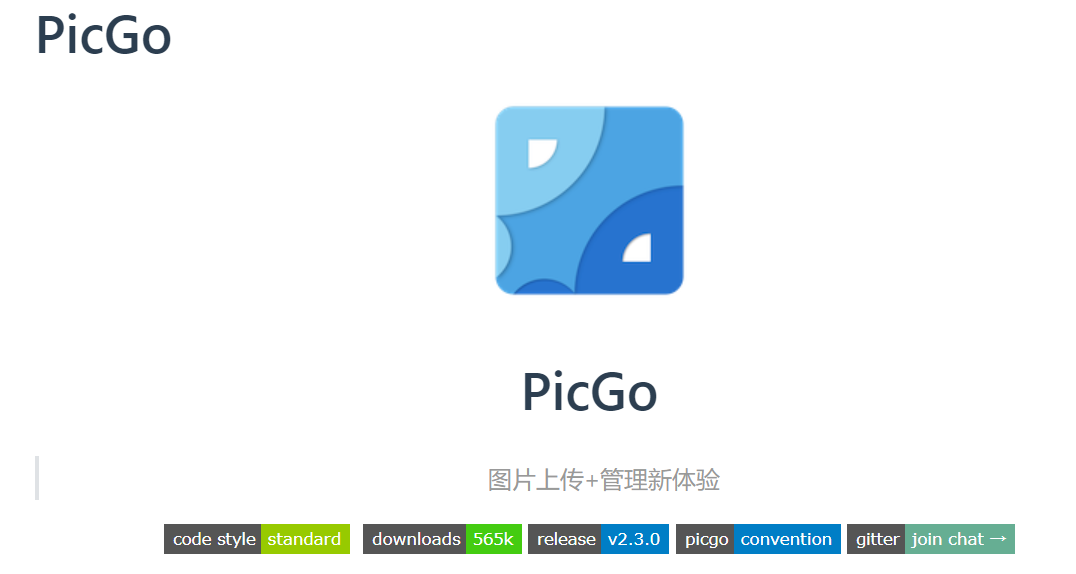 PicGo
PicGo
图片上传+管理新体验
code style standard downloads 565k release v2.3.0 picgo convention gitter join chat →